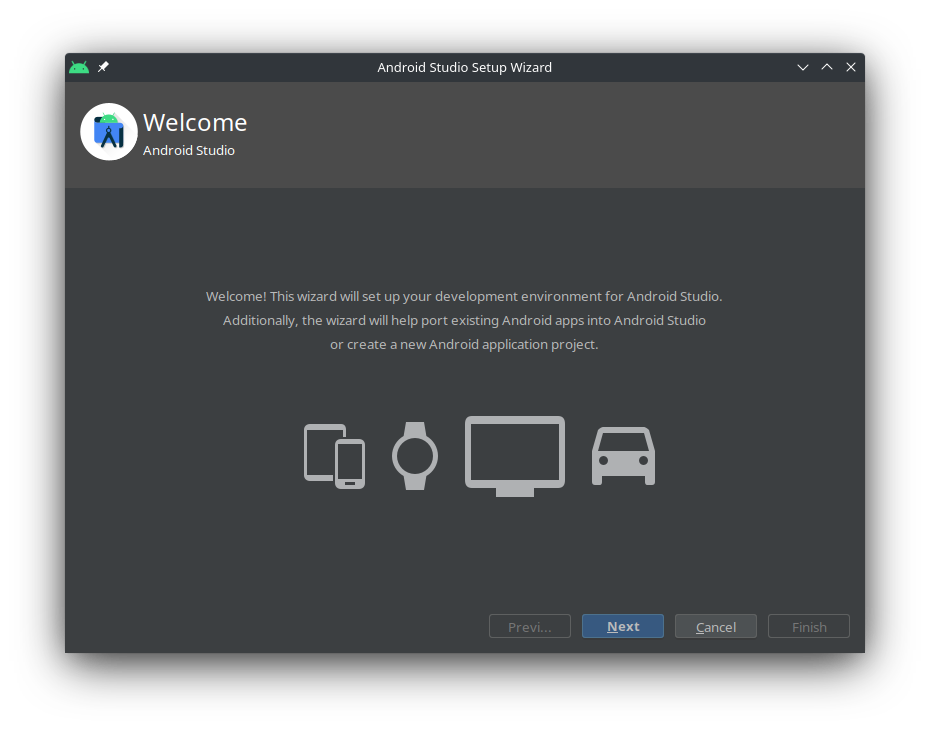 Android Studio Setup Wizard
Welcome
Android Studio
Welcome! This wizard will set up your development environment for Android Studio.
Additionally, the wizard will help port existing Android apps into Android Studio
or create a new Android application project.
Previ... Next Cancel Finish